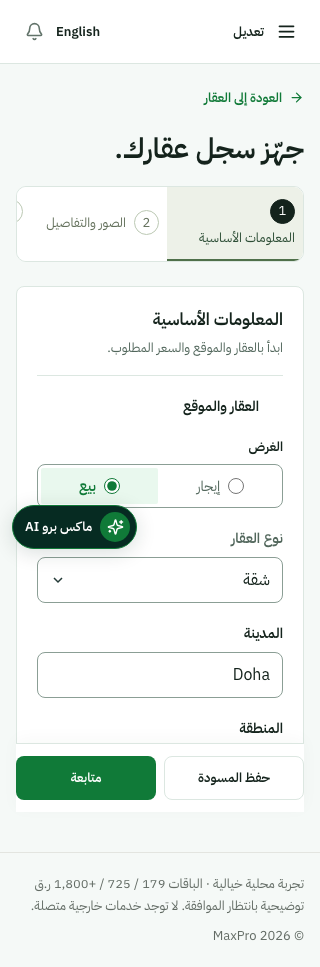 تعديل
English
العودة إلى العقار
جهّز سجل عقارك.
1
المعلومات الأساسية
2
الصور والتفاصيل
المعلومات الأساسية
ابدأ بالعقار والموقع والسعر المطلوب.
العقار والموقع
الغرض
إيجار
بيع
ماكس برو AI
نوع العقار
شقة
المدينة
Doha
المنطقة
حفظ المسودة
متابعة
تجربة محلية خيالية · الباقات 179 / 725 / +1,800 ر.ق
توضيحية بانتظار الموافقة. لا توجد خدمات خارجية متصلة.
© 2026 MaxPro